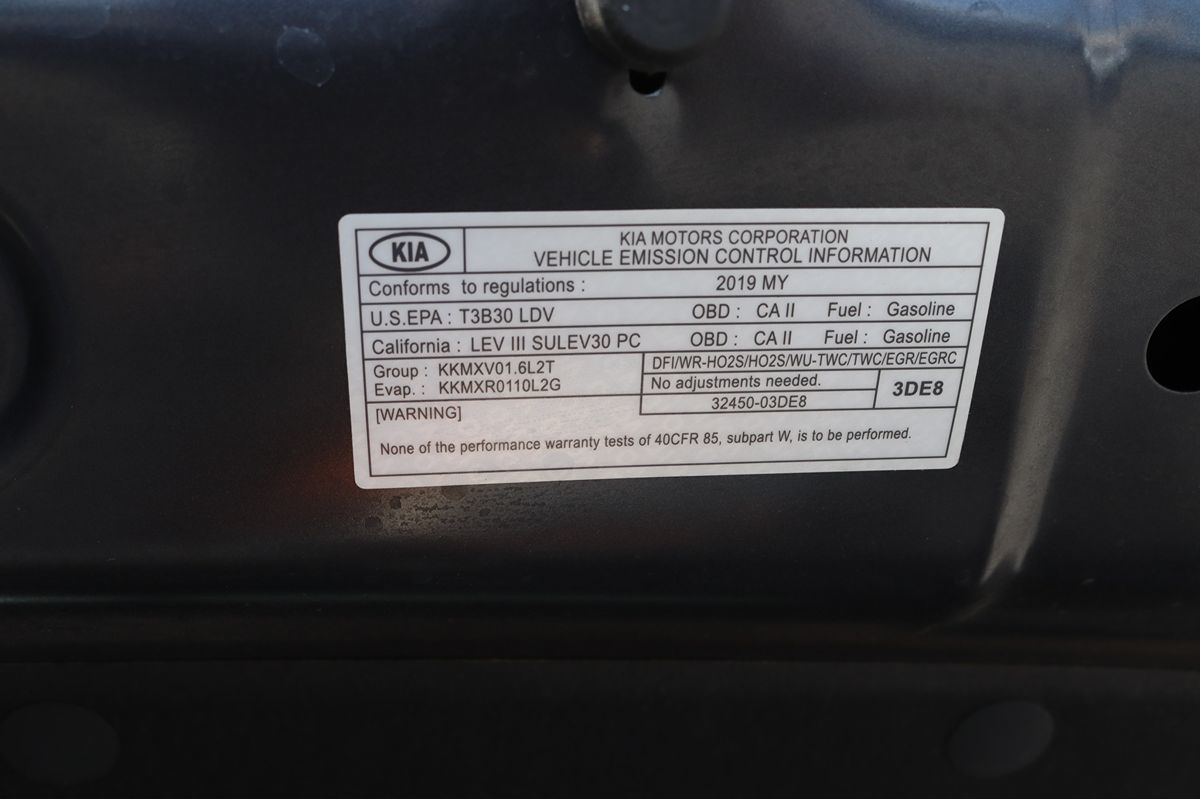 KIA
KIA MOTORS CORPORATION
VEHICLE EMISSION CONTROL INFORMATION
Conforms to regulations : 2019 MY
U.S.EPA : T3B30 LDV OBD : CA II Fuel : Gasoline
California : LEV III SULEV30 PC OBD : CA II Fuel : Gasoline
Group : KKMXV01.6L2T
Evap. : KKMXR0110L2G
DFI/WR-HO2S/HO2S/WU-TWC/TWC/EGR/EGRC
No adjustments needed.
32450-03DE8
3DE8
[WARNING]
None of the performance warranty tests of 40CFR 85, subpart W, is to be performed.